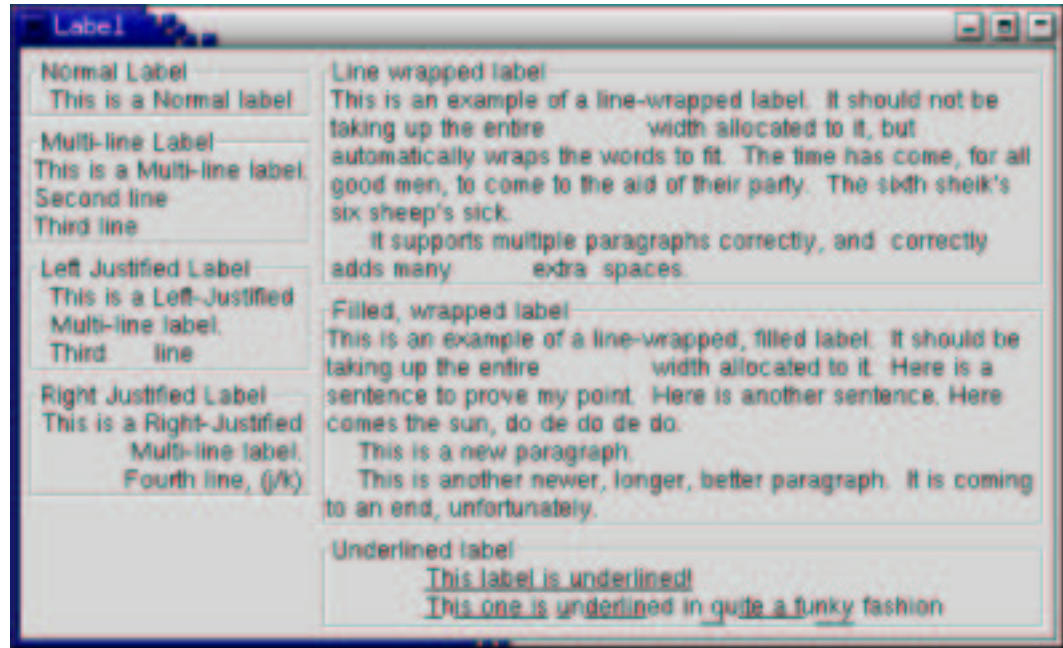 Label
Normal Label
This is a Normal label
Multi-line Label
This is a Multi-line label.
Second line
Third line
Left Justified Label
This is a Left-Justified
Multi-line label.
Third      line
Right Justified Label
This is a Right-Justified
Multi-line label.
Fourth line, (j/k)
Line wrapped label
This is an example of a line-wrapped label.  It should not be
taking up the entire             width allocated to it, but
automatically wraps the words to fit.  The time has come, for all
good men, to come to the aid of their party.  The sixth sheik's
six sheep's sick.
     It supports multiple paragraphs correctly, and  correctly
adds many          extra  spaces.
Filled, wrapped label
This is an example of a line-wrapped, filled label.  It should be
taking up the entire              width allocated to it.  Here is a
sentence to prove my point.  Here is another sentence. Here
comes the sun, do de do de do.
    This is a new paragraph.
    This is another newer, longer, better paragraph.  It is coming
to an end, unfortunately.
Underlined label
This label is underlined!
This one is underlined in quite a funky fashion